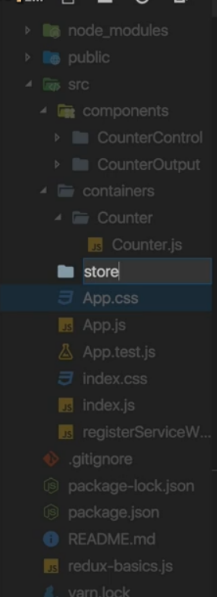 node_modules
public
src
components
CounterControl
CounterOutput
containers
Counter
Counter.js
store
App.css
App.js
App.test.js
index.css
index.js
registerServiceW...
.gitignore
package-lock.json
package.json
README.md
redux-basics.js
yarn.lock